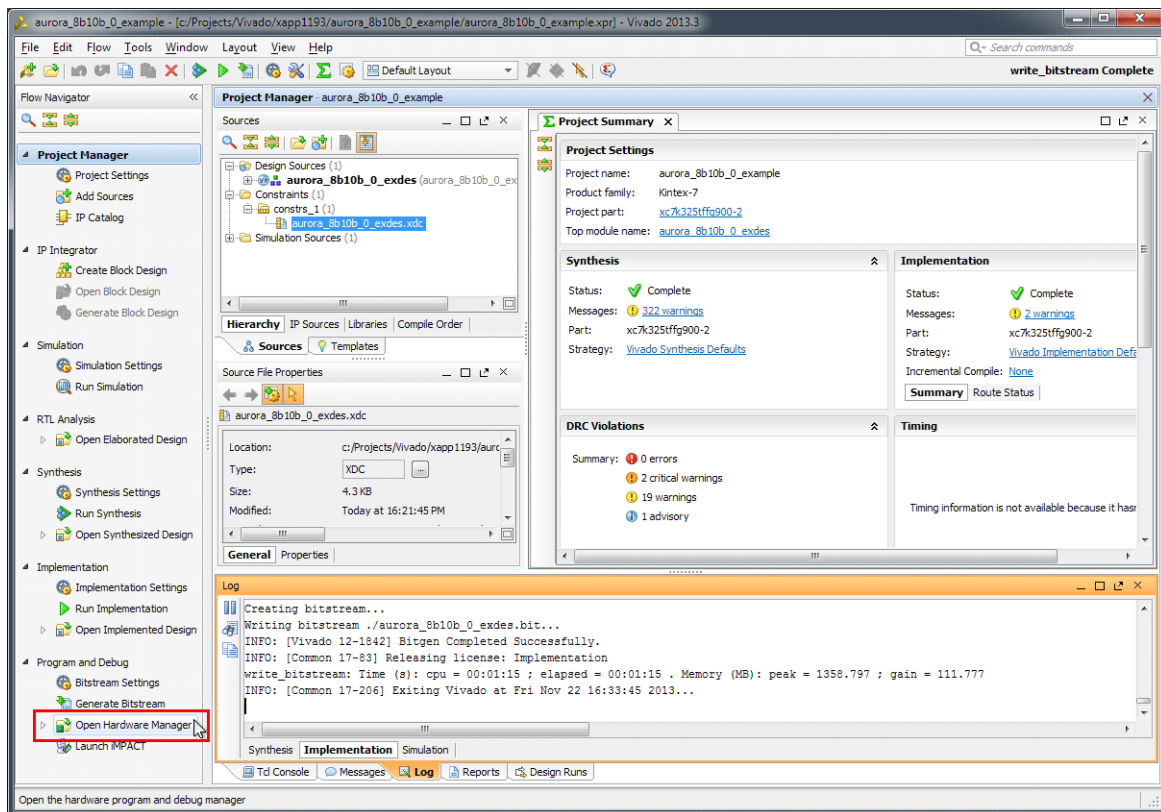 aurora_8b10b_0_example - [c:/Projects/Vivado/xapp1193/aurora_8b10b_0_example/aurora_8b10b_0_example.xpr] - Vivado 2013.3
File Edit Flow Tools Window Layout View Help
Search commands
Default Layout
write_bitstream Complete
Flow Navigator
Project Manager
Project Settings
Add Sources
IP Catalog
IP Integrator
Create Block Design
Open Block Design
Generate Block Design
Simulation
Simulation Settings
Run Simulation
RTL Analysis
Open Elaborated Design
Synthesis
Synthesis Settings
Run Synthesis
Open Synthesized Design
Implementation
Implementation Settings
Run Implementation
Open Implemented Design
Program and Debug
Bitstream Settings
Generate Bitstream
Open Hardware Manager
Launch iMPACT
Project Manager - aurora_8b10b_0_example
Sources
Design Sources (1)
aurora_8b10b_0_exdes (aurora_8b10b_0_ex
Constraints (1)
constrs_1 (1)
aurora_8b10b_0_exdes.xdc
Simulation Sources (1)
Hierarchy IP Sources Libraries Compile Order
Sources Templates
Source File Properties
aurora_8b10b_0_exdes.xdc
Location: c:/Projects/Vivado/xapp1193/aurc
Type: XDC ...
Size: 4.3 KB
Modified: Today at 16:21:45 PM
General Properties
Σ Project Summary
Project Settings
Project name: aurora_8b10b_0_example
Product family: Kintex-7
Project part: xc7k325tffg900-2
Top module name: aurora_8b10b_0_exdes
Synthesis
Status: Complete
Messages: 322 warnings
Part: xc7k325tffg900-2
Strategy: Vivado Synthesis Defaults
Implementation
Status: Complete
Messages: 2 warnings
Part: xc7k325tffg900-2
Strategy: Vivado Implementation Defa
Incremental Compile: None
Summary Route Status
DRC Violations
Summary: 0 errors
2 critical warnings
19 warnings
1 advisory
Timing
Timing information is not available because it hasr
Log
Creating bitstream...
Writing bitstream ./aurora_8b10b_0_exdes.bit...
INFO: [Vivado 12-1842] Bitgen Completed Successfully.
INFO: [Common 17-83] Releasing license: Implementation
write_bitstream: Time (s): cpu = 00:01:15 ; elapsed = 00:01:15 . Memory (MB): peak = 1358.797 ; gain = 111.777
INFO: [Common 17-206] Exiting Vivado at Fri Nov 22 16:33:45 2013...
Synthesis Implementation Simulation
Tcl Console Messages Log Reports Design Runs
Open the hardware program and debug manager